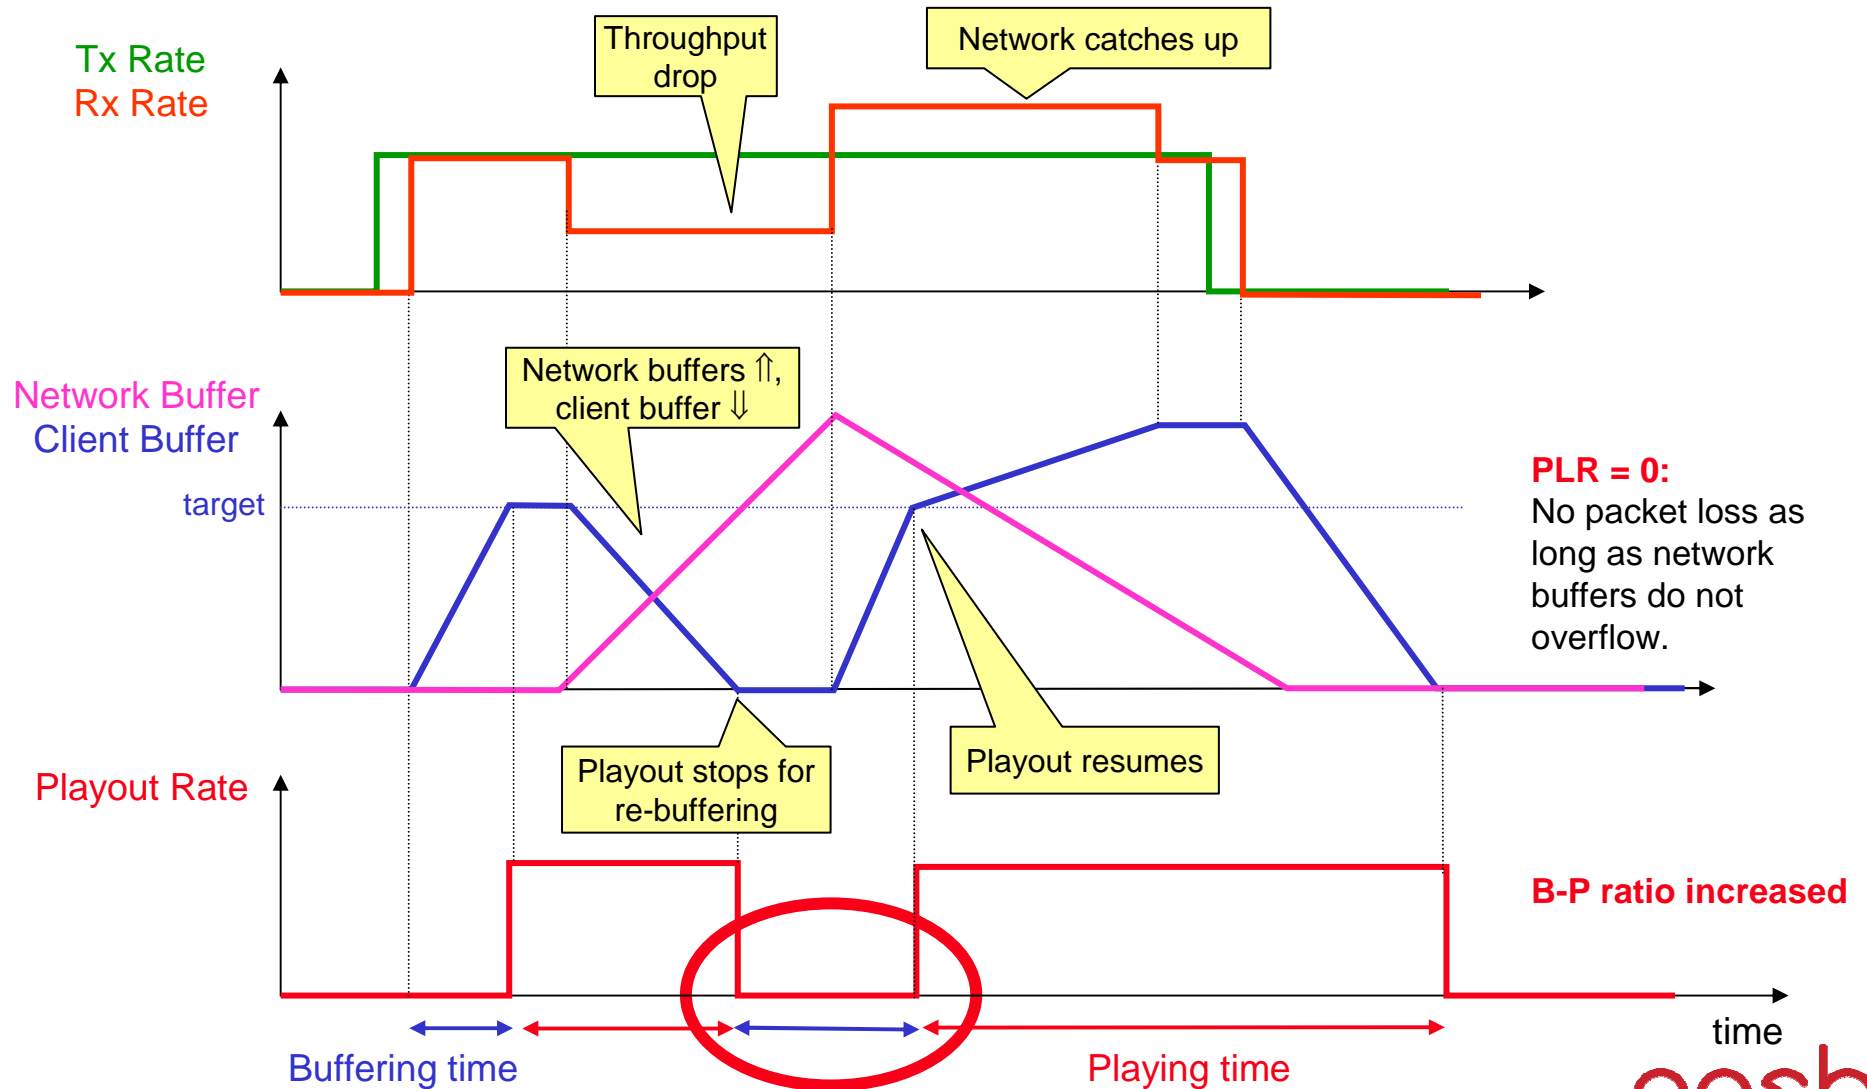 Tx Rate
Rx Rate
Throughput
drop
Network catches up
Network Buffer
Client Buffer
target
Network buffers ⇑,
client buffer ⇓
PLR = 0:
No packet loss as
long as network
buffers do not
overflow.
Playout stops for
re-buffering
Playout resumes
Playout Rate
B-P ratio increased
time
Buffering time
Playing time